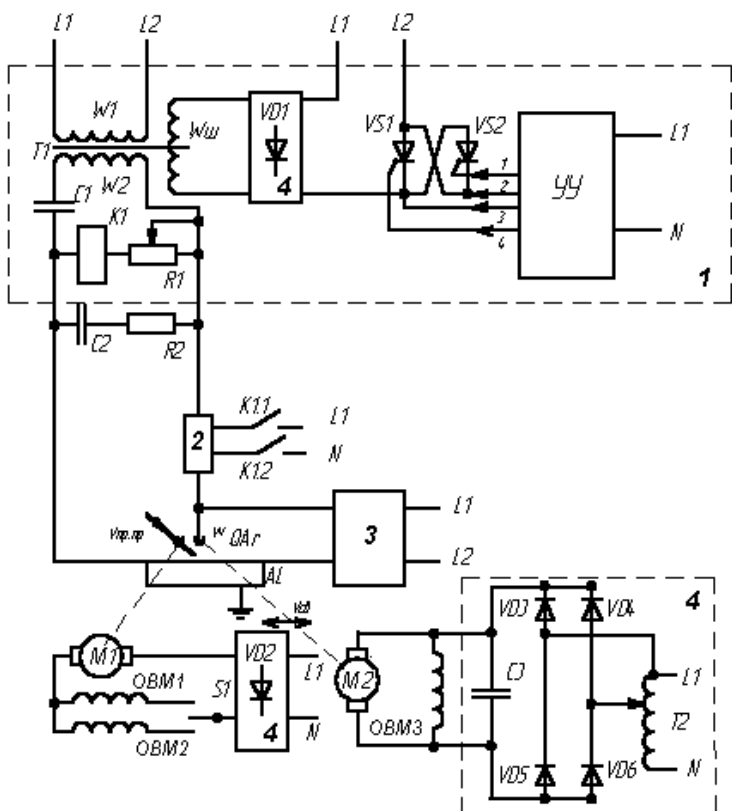 L1 L2 L1 L2
W1
T1
Wш
VD1
4
VS1
VS2
УУ
L1
N
1
2
3
4
W2
C1
K1
R1
1
C2
R2
2
K1.1
L1
N
K1.2
Vпр.пр
W
QAr
3
L1
L2
AL
M1
VD2
4
L1
N
S1
OBM1
OBM2
M2
OBM3
4
VD3
VD4
C3
L1
T2
N
VD5
VD6